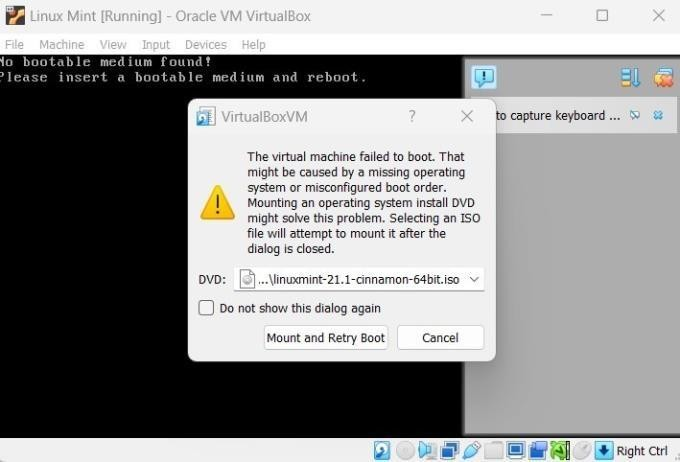 Linux Mint [Running] - Oracle VM VirtualBox
File Machine View Input Devices Help
No bootable medium found!
Please insert a bootable medium and reboot.
to capture keyboard ...
VirtualBoxVM ?
The virtual machine failed to boot. That
might be caused by a missing operating
system or misconfigured boot order.
Mounting an operating system install DVD
might solve this problem. Selecting an ISO
file will attempt to mount it after the
dialog is closed.
DVD: ...\linuxmint-21.1-cinnamon-64bit.iso
Do not show this dialog again
Mount and Retry Boot Cancel
Right Ctrl